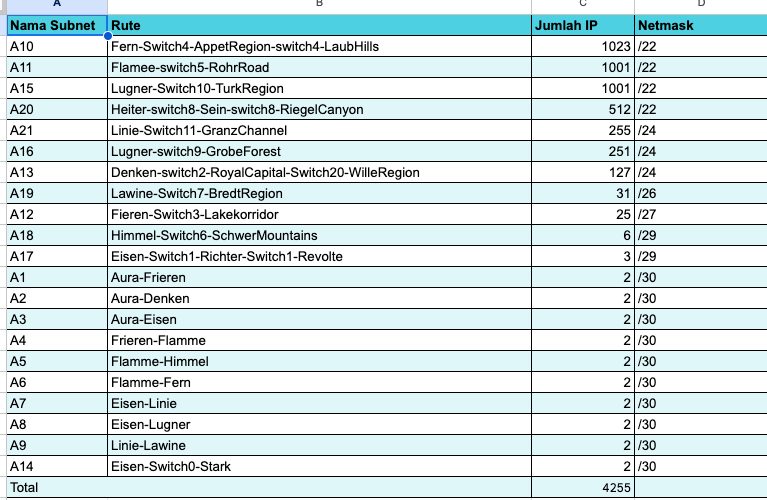 A B C D
Nama Subnet Rute Jumlah IP Netmask
A10 Fern-Switch4-AppetRegion-switch4-LaubHills 1023 /22
A11 Flamee-switch5-RohrRoad 1001 /22
A15 Lugner-Switch10-TurkRegion 1001 /22
A20 Heiter-switch8-Sein-switch8-RiegelCanyon 512 /22
A21 Linie-Switch11-GranzChannel 255 /24
A16 Lugner-switch9-GrobeForest 251 /24
A13 Denken-switch2-RoyalCapital-Switch20-WilleRegion 127 /24
A19 Lawine-Switch7-BredtRegion 31 /26
A12 Fieren-Switch3-Lakekorridor 25 /27
A18 Himmel-Switch6-SchwerMountains 6 /29
A17 Eisen-Switch1-Richter-Switch1-Revolte 3 /29
A1 Aura-Frieren 2 /30
A2 Aura-Denken 2 /30
A3 Aura-Eisen 2 /30
A4 Frieren-Flamme 2 /30
A5 Flamme-Himmel 2 /30
A6 Flamme-Fern 2 /30
A7 Eisen-Linie 2 /30
A8 Eisen-Lugner 2 /30
A9 Linie-Lawine 2 /30
A14 Eisen-Switch0-Stark 2 /30
Total 4255